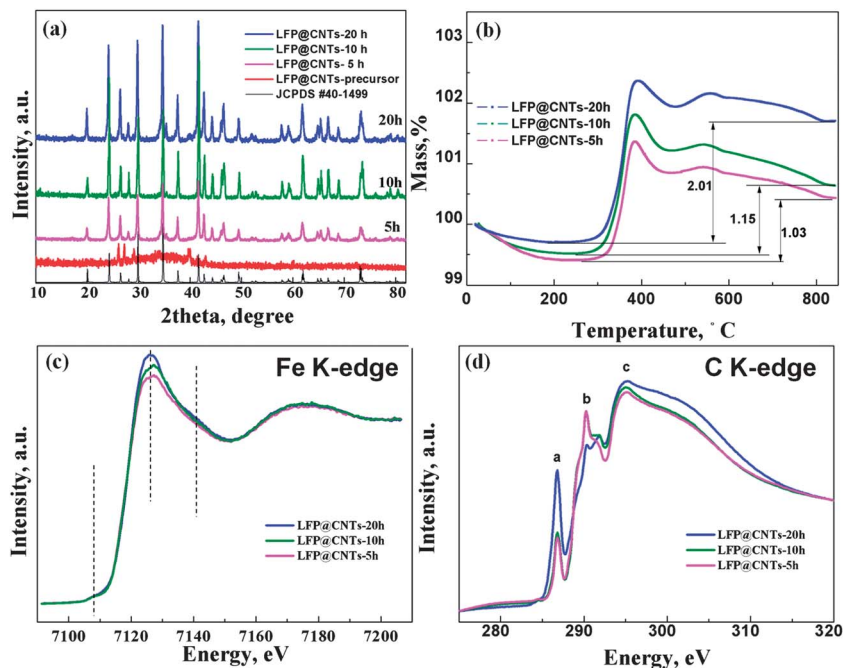 (a)
LFP@CNTs-20 h
LFP@CNTs-10 h
LFP@CNTs- 5 h
LFP@CNTs-precursor
JCPDS #40-1499
20h
10h
5h
Intensity, a.u.
10 20 30 40 50 60 70 80
2theta, degree
(b)
103
102
101
100
99
Mass,%
LFP@CNTs-20h
LFP@CNTs-10h
LFP@CNTs-5h
2.01
1.15
1.03
0 200 400 600 800
Temperature, °C
(c)
Fe K-edge
Intensity, a.u.
LFP@CNTs-20h
LFP@CNTs-10h
LFP@CNTs-5h
7100 7120 7140 7160 7180 7200
Energy, eV
(d)
C K-edge
a
b
c
Intensity, a.u.
LFP@CNTs-20h
LFP@CNTs-10h
LFP@CNTs-5h
280 290 300 310 320
Energy, eV